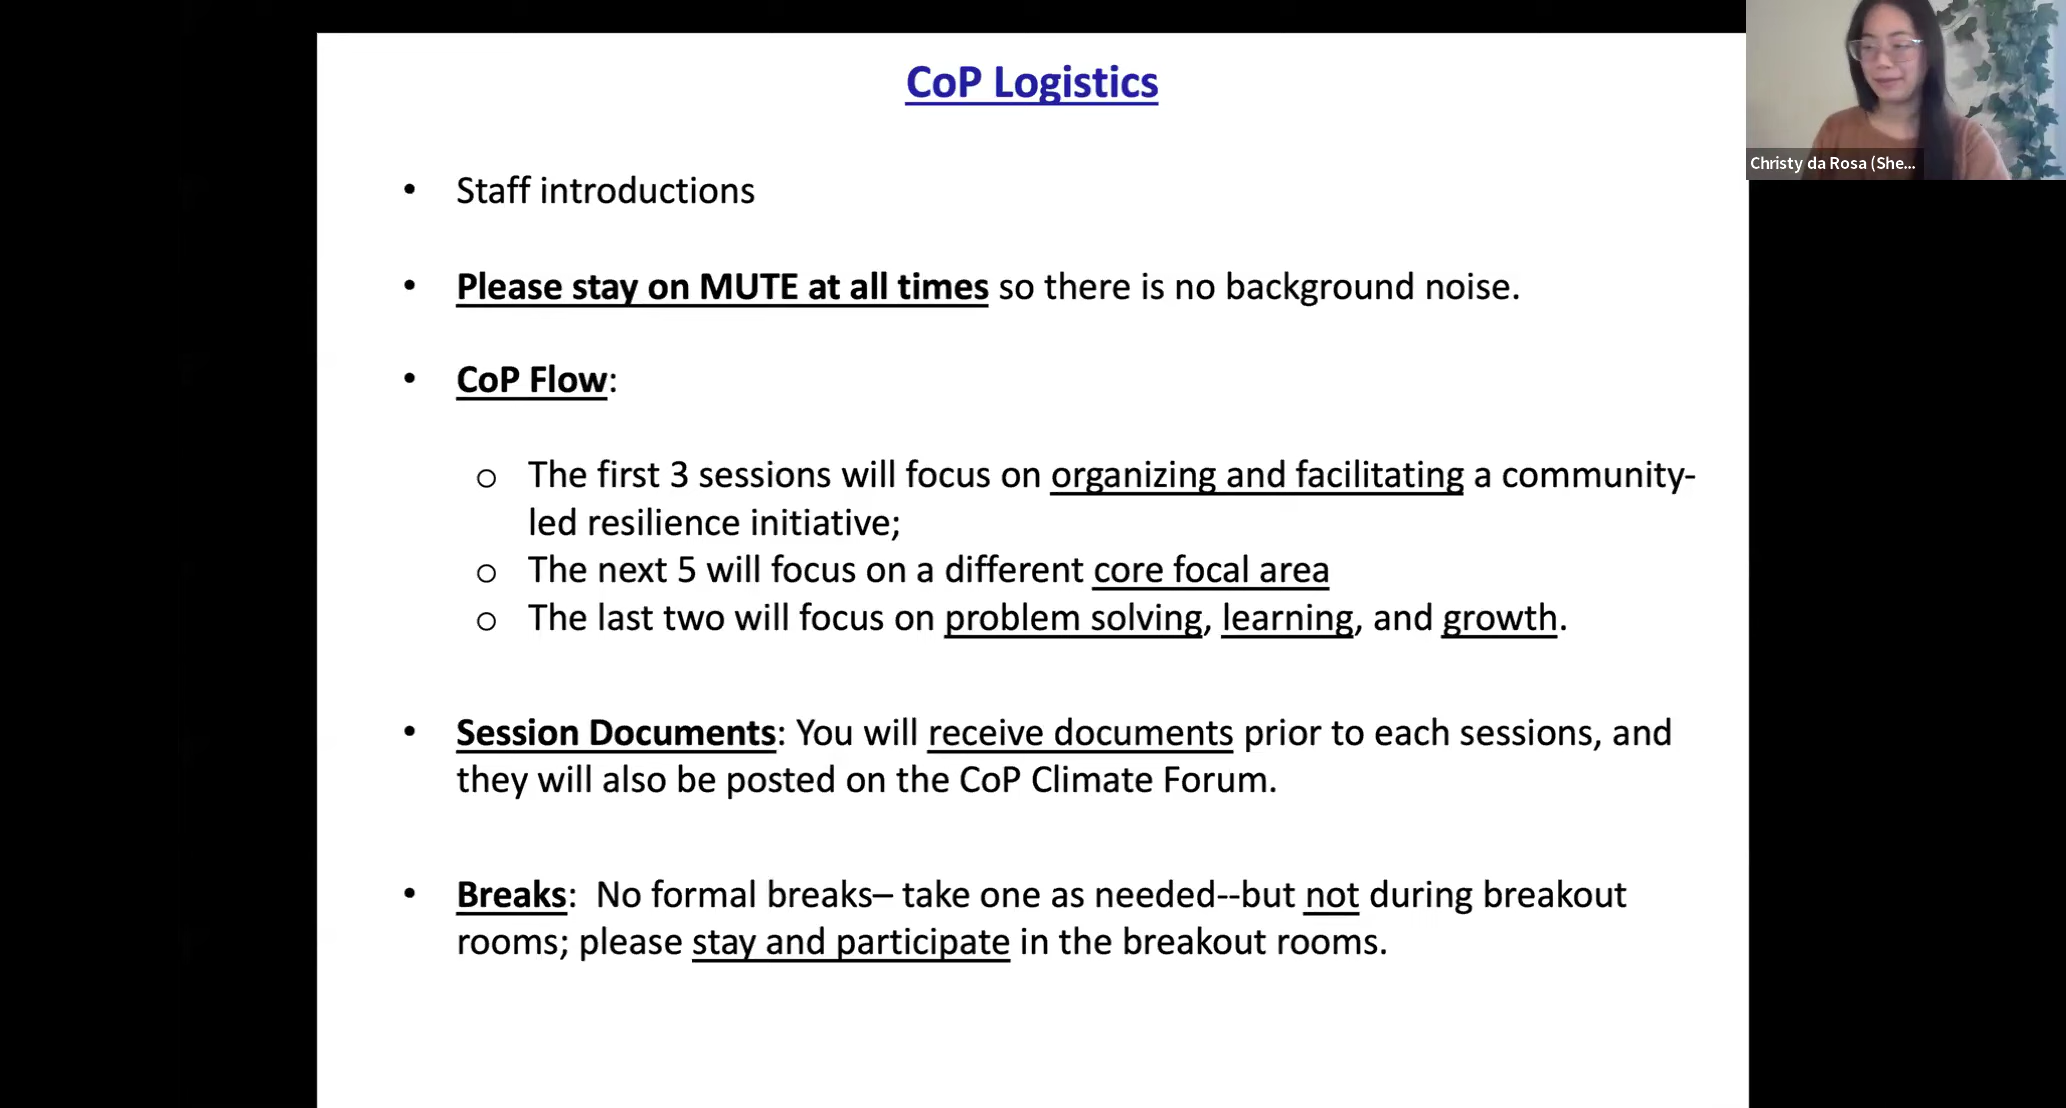 CoP Logistics
Christy da Rosa (She...
• Staff introductions
• Please stay on MUTE at all times so there is no background noise.
• CoP Flow:
o The first 3 sessions will focus on organizing and facilitating a community-
led resilience initiative;
o The next 5 will focus on a different core focal area
o The last two will focus on problem solving, learning, and growth.
• Session Documents: You will receive documents prior to each sessions, and
they will also be posted on the CoP Climate Forum.
• Breaks:  No formal breaks– take one as needed--but not during breakout
rooms; please stay and participate in the breakout rooms.